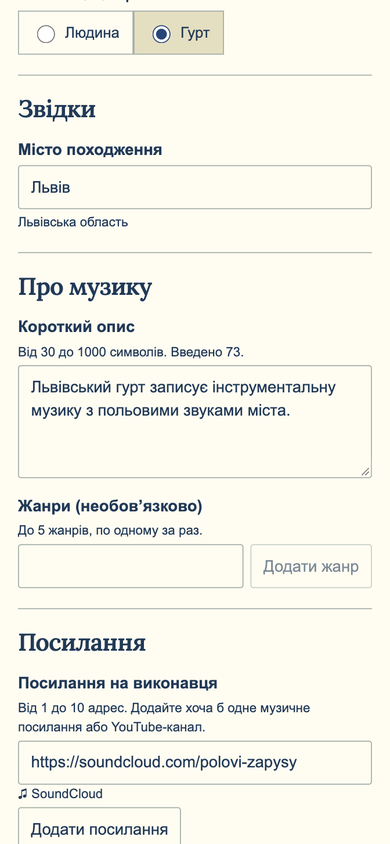 Людина
Гурт
Звідки
Місто походження
Львів
Львівська область
Про музику
Короткий опис
Від 30 до 1000 символів. Введено 73.
Львівський гурт записує інструментальну
музику з польовими звуками міста.
Жанри (необов’язково)
До 5 жанрів, по одному за раз.
Додати жанр
Посилання
Посилання на виконавця
Від 1 до 10 адрес. Додайте хоча б одне музичне
посилання або YouTube-канал.
https://soundcloud.com/polovi-zapysy
♫ SoundCloud
Додати посилання